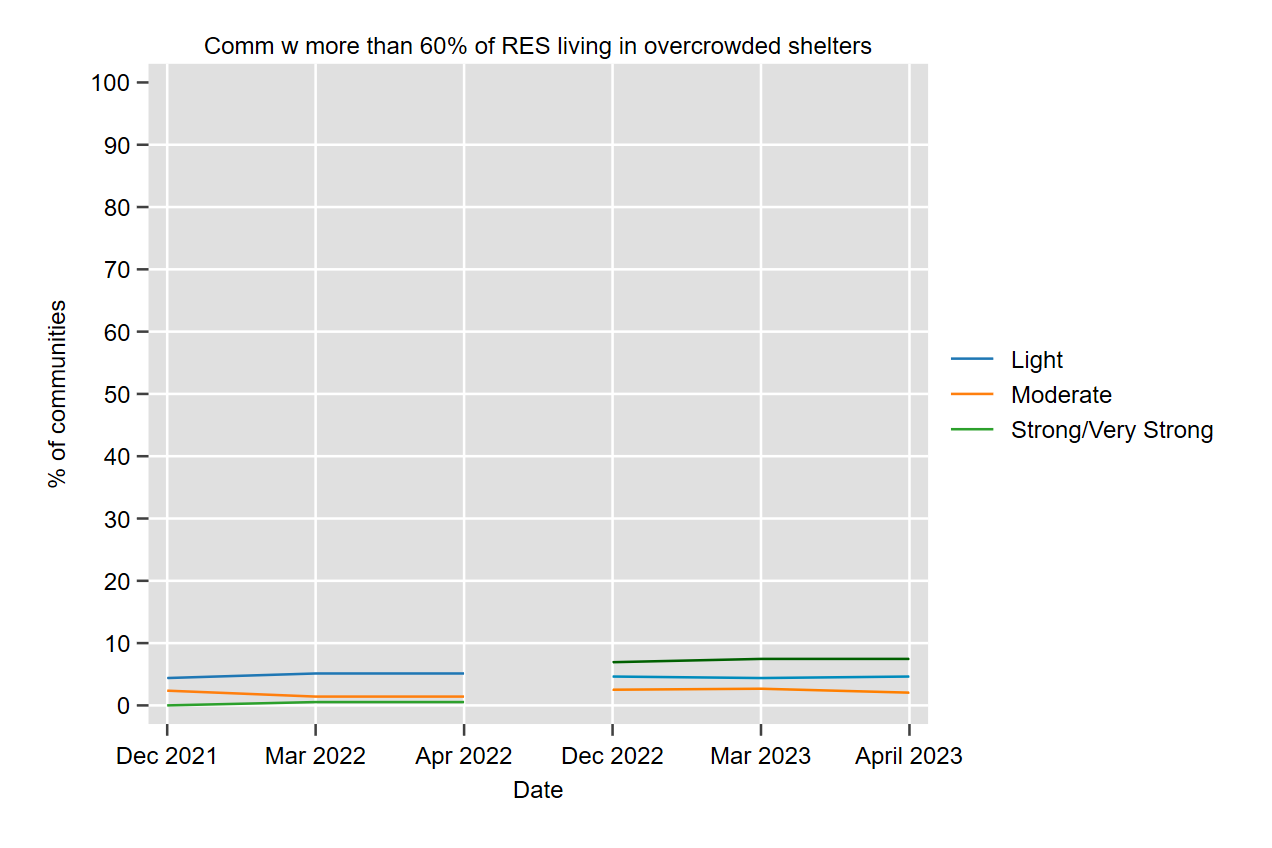 Comm w more than 60% of RES living in overcrowded shelters
100
90
80
70
60
50
40
30
20
10
0
% of communities
Dec 2021 Mar 2022 Apr 2022 Dec 2022 Mar 2023 April 2023
Date
Light
Moderate
Strong/Very Strong